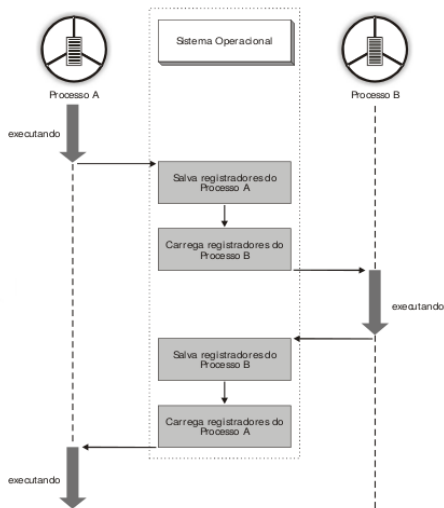 Sistema Operacional
Processo A
Processo B
executando
Salva registradores do
Processo A
Carrega registradores do
Processo B
executando
Salva registradores do
Processo B
Carrega registradores do
Processo A
executando